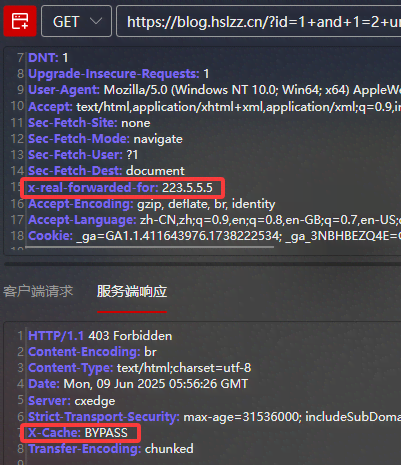 GET
https://blog.hslzz.cn/?id=1+and+1=2+un
7 DNT: 1
8 Upgrade-Insecure-Requests: 1
9 User-Agent: Mozilla/5.0 (Windows NT 10.0; Win64; x64) AppleWe
10 Accept: text/html,application/xhtml+xml,application/xml;q=0.9,i
11 Sec-Fetch-Site: none
12 Sec-Fetch-Mode: navigate
13 Sec-Fetch-User: ?1
14 Sec-Fetch-Dest: document
15 x-real-forwarded-for: 223.5.5.5
16 Accept-Encoding: gzip, deflate, br, identity
17 Accept-Language: zh-CN,zh;q=0.9,en;q=0.8,en-GB;q=0.7,en-US;
18 Cookie: _ga=GA1.1.411643976.1738222534; _ga_3NBHBEZQ4E=
客户端请求
服务端响应
1 HTTP/1.1 403 Forbidden
2 Content-Encoding: br
3 Content-Type: text/html;charset=utf-8
4 Date: Mon, 09 Jun 2025 05:56:26 GMT
5 Server: cxedge
6 Strict-Transport-Security: max-age=31536000; includeSubDoma
7 X-Cache: BYPASS
8 Transfer-Encoding: chunked